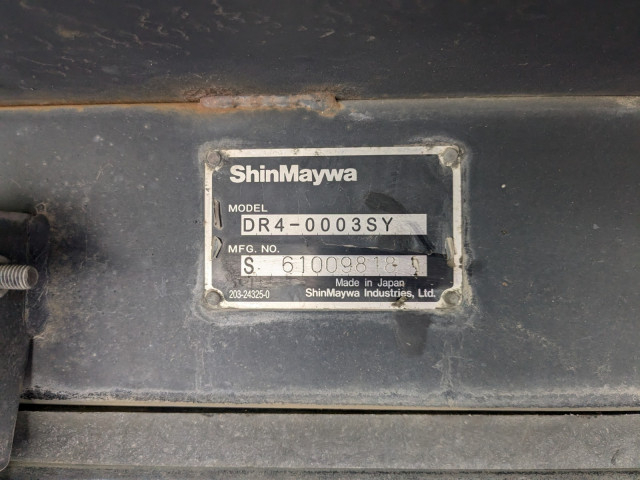 ShinMaywa
MODEL
DR4-0003SY
MFG. NO.
S 61009818
Made in Japan
203-24325-0 ShinMaywa Industries, Ltd.